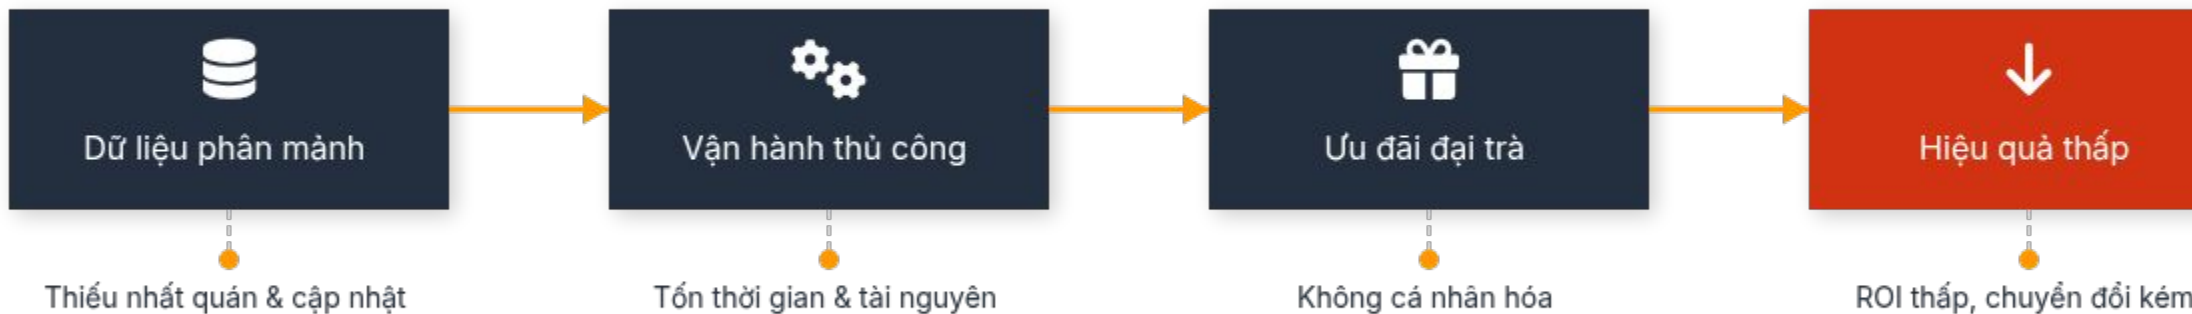 Dữ liệu phân mảnh
Vận hành thủ công
Ưu đãi đại trà
Hiệu quả thấp
Thiếu nhất quán & cập nhật
Tốn thời gian & tài nguyên
Không cá nhân hóa
ROI thấp, chuyển đổi kém